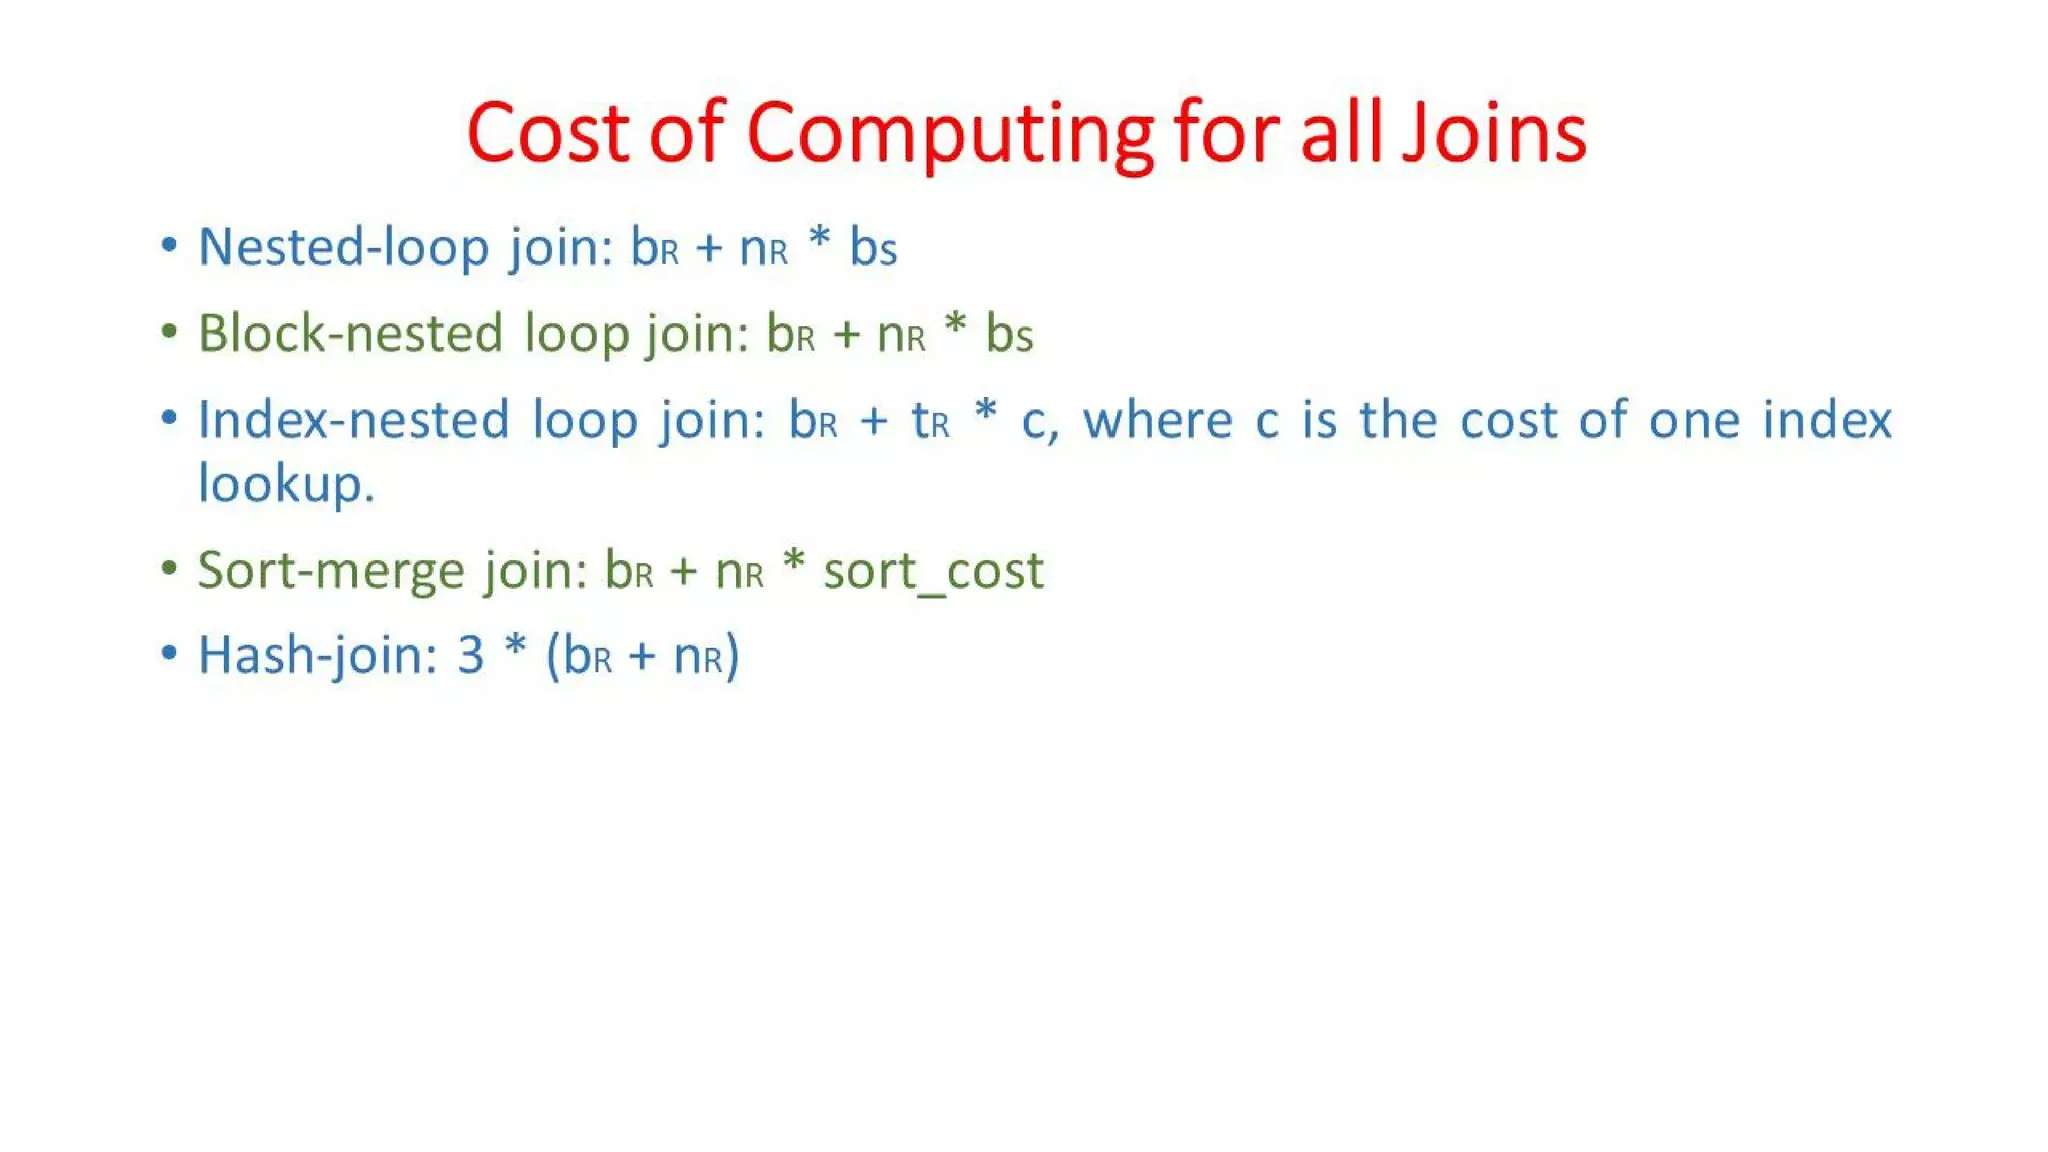 Cost of Computing for all Joins
• Nested-loop join: bR + nR * bS
• Block-nested loop join: bR + nR * bS
• Index-nested loop join: bR + tR * c, where c is the cost of one index
lookup.
• Sort-merge join: bR + nR * sort_cost
• Hash-join: 3 * (bR + nR)